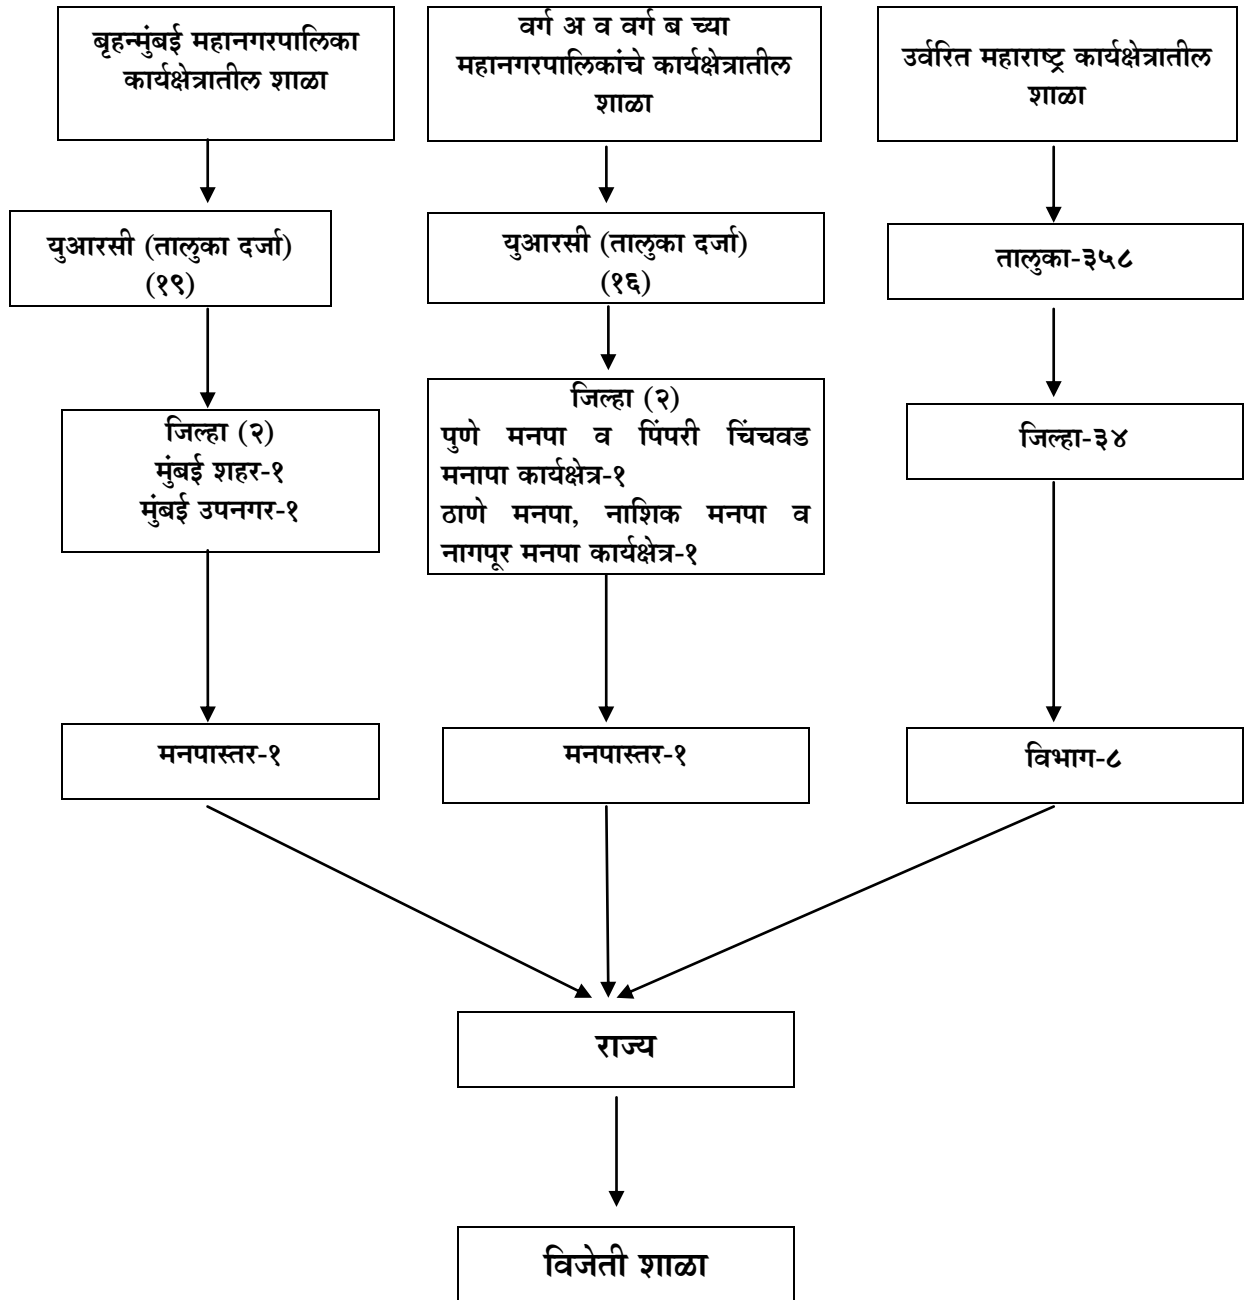 बृहन्मुंबई महानगरपालिका
कार्यक्षेत्रातील शाळा
वर्ग अ व वर्ग ब च्या
महानगरपालिकांचे कार्यक्षेत्रातील
शाळा
उर्वरित महाराष्ट्र कार्यक्षेत्रातील
शाळा
युआरसी (तालुका दर्जा)
(१९)
युआरसी (तालुका दर्जा)
(१६)
तालुका-३५८
जिल्हा (२)
मुंबई शहर-१
मुंबई उपनगर-१
जिल्हा (२)
पुणे मनपा व पिंपरी चिंचवड
मनापा कार्यक्षेत्र-१
ठाणे मनपा, नाशिक मनपा व
नागपूर मनपा कार्यक्षेत्र-१
जिल्हा-३४
मनपास्तर-१
मनपास्तर-१
विभाग-८
राज्य
विजेती शाळा